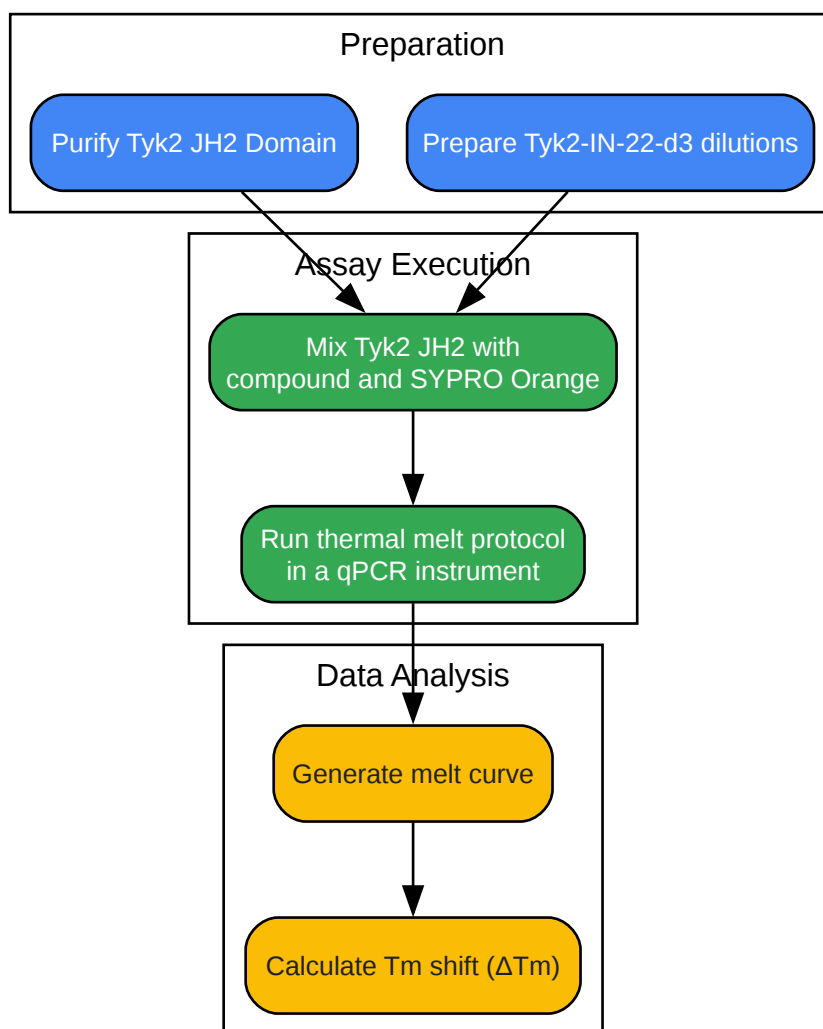 Preparation
Purify Tyk2 JH2 Domain
Prepare Tyk2-IN-22-d3 dilutions
Assay Execution
Mix Tyk2 JH2 with
compound and SYPRO Orange
Run thermal melt protocol
in a qPCR instrument
Data Analysis
Generate melt curve
Calculate Tm shift (ΔTm)